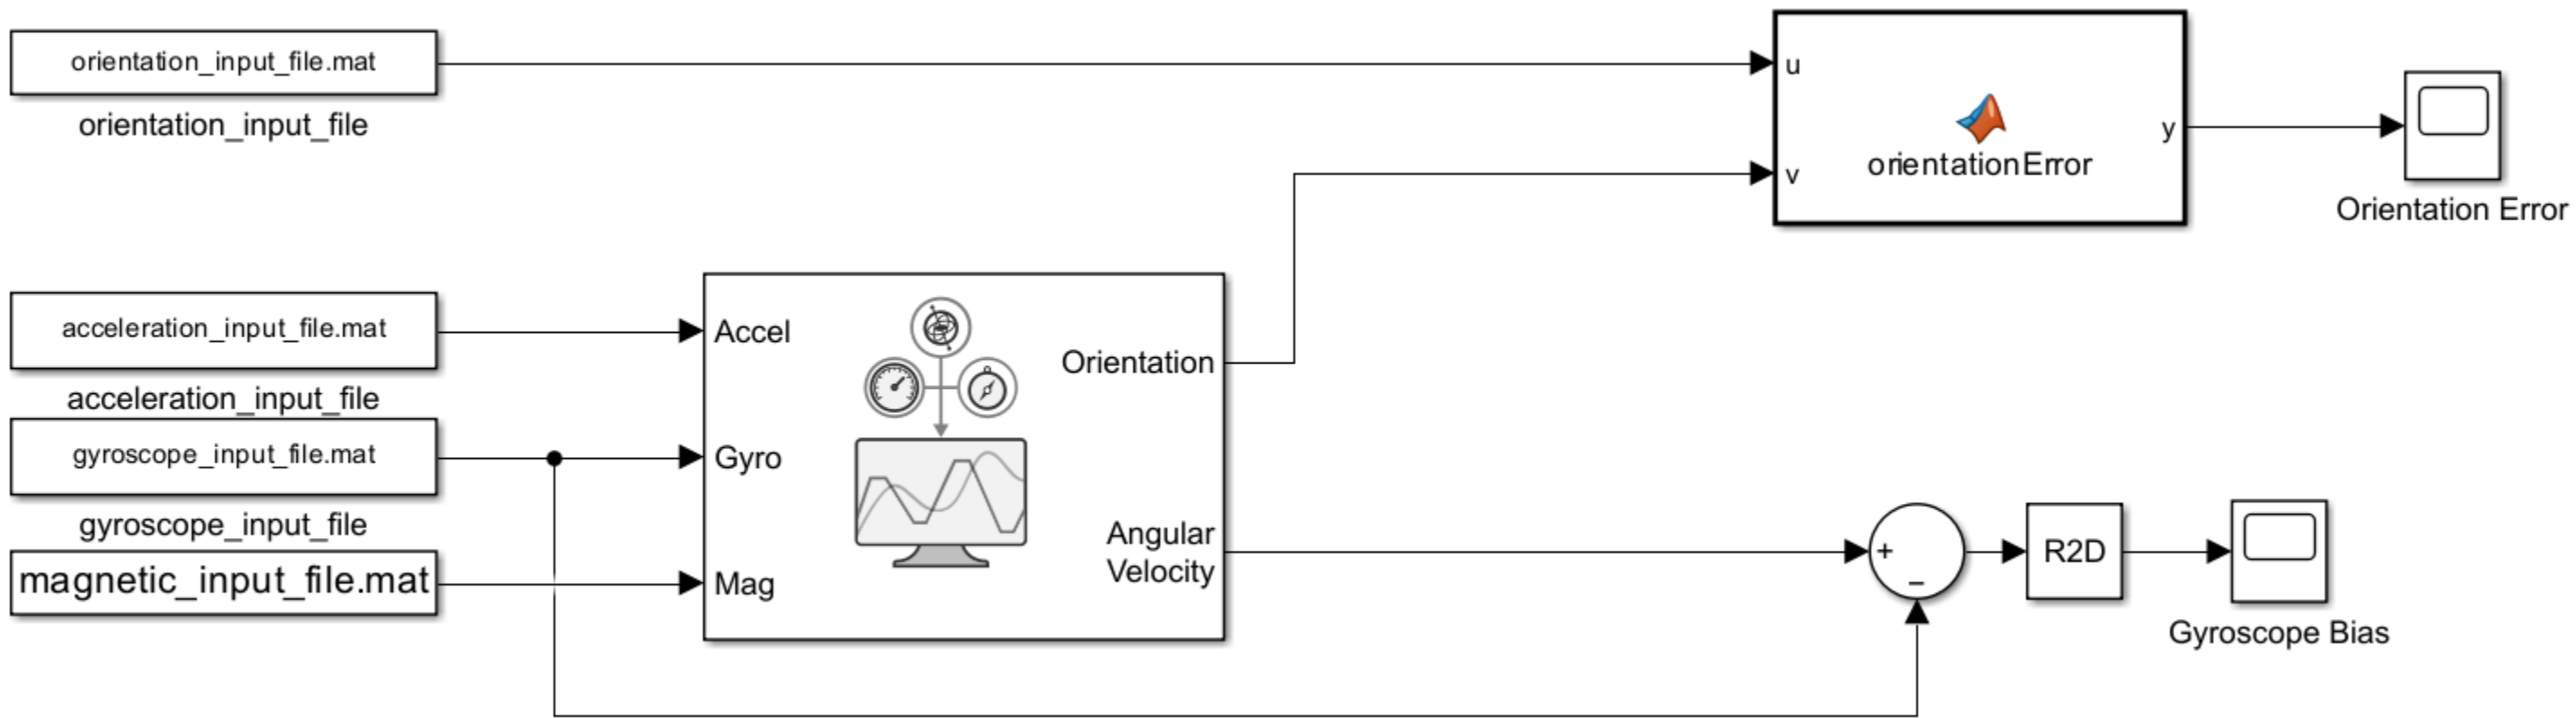 orientation_input_file.mat
orientation_input_file
u
v
orientationError
y
Orientation Error
acceleration_input_file.mat
acceleration_input_file
gyroscope_input_file.mat
gyroscope_input_file
magnetic_input_file.mat
Accel
Gyro
Mag
Orientation
Angular
Velocity
+
−
R2D
Gyroscope Bias